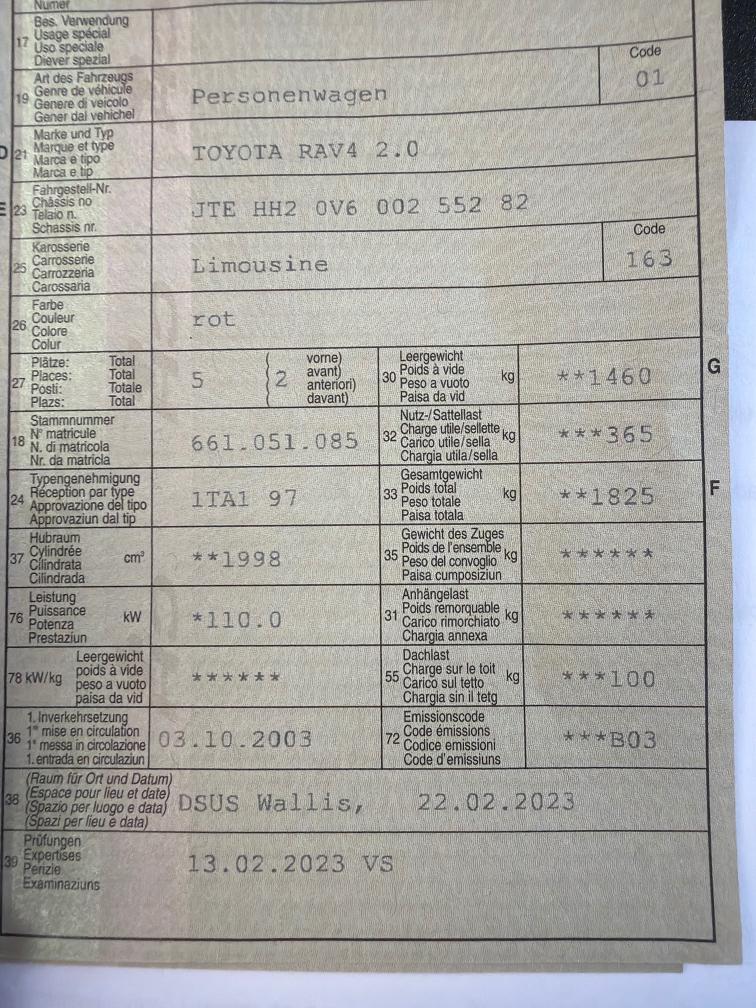 Numer
17 Bes. Verwendung
Usage spécial
Uso speciale
Diever spezial
19 Art des Fahrzeugs
Genre de véhicule
Genere di veicolo
Gener dal vehichel
Personenwagen
Code
01
D 21 Marke und Typ
Marque et type
Marca e tipo
Marca e tip
TOYOTA RAV4 2.0
E 23 Fahrgestell-Nr.
Châssis no
Telaio n.
Schassis nr.
JTE HH2 0V6 002 552 82
25 Karosserie
Carrosserie
Carrozzeria
Carossaria
Limousine
Code
163
26 Farbe
Couleur
Colore
Colur
rot
27 Plätze: Total
Places: Total
Posti: Totale
Plazs: Total
5 ( 2 vorne)
avant)
anteriori)
davant)
30 Leergewicht
Poids à vide
Peso a vuoto
Paisa da vid
kg
**1460
G
18 Stammnummer
N° matricule
N. di matricola
Nr. da matricla
661.051.085
32 Nutz-/Sattellast
Charge utile/sellette
Carico utile/sella
Chargia utila/sella
kg
***365
24 Typengenehmigung
Réception par type
Approvazione del tipo
Approvaziun dal tip
1TA1 97
33 Gesamtgewicht
Poids total
Peso totale
Paisa totala
kg
**1825
F
37 Hubraum
Cylindrée
Cilindrata
Cilindrada
cm³
**1998
35 Gewicht des Zuges
Poids de l'ensemble
Peso del convoglio
Paisa cumposiziun
kg
******
76 Leistung
Puissance
Potenza
Prestaziun
kW
*110.0
31 Anhängelast
Poids remorquable
Carico rimorchiato
Chargia annexa
kg
******
78 kW/kg Leergewicht
poids à vide
peso a vuoto
paisa da vid
******
55 Dachlast
Charge sur le toit
Carico sul tetto
Chargia sin il tetg
kg
***100
36 1. Inverkehrsetzung
1re mise en circulation
1a messa in circolazione
1. entrada en circulaziun
03.10.2003
72 Emissionscode
Code émissions
Codice emissioni
Code d'emissiuns
***B03
38 (Raum für Ort und Datum)
(Espace pour lieu et date)
(Spazio per luogo e data)
(Spazi per lieu e data)
DSUS Wallis, 22.02.2023
39 Prüfungen
Expertises
Perizie
Examinaziuns
13.02.2023 VS